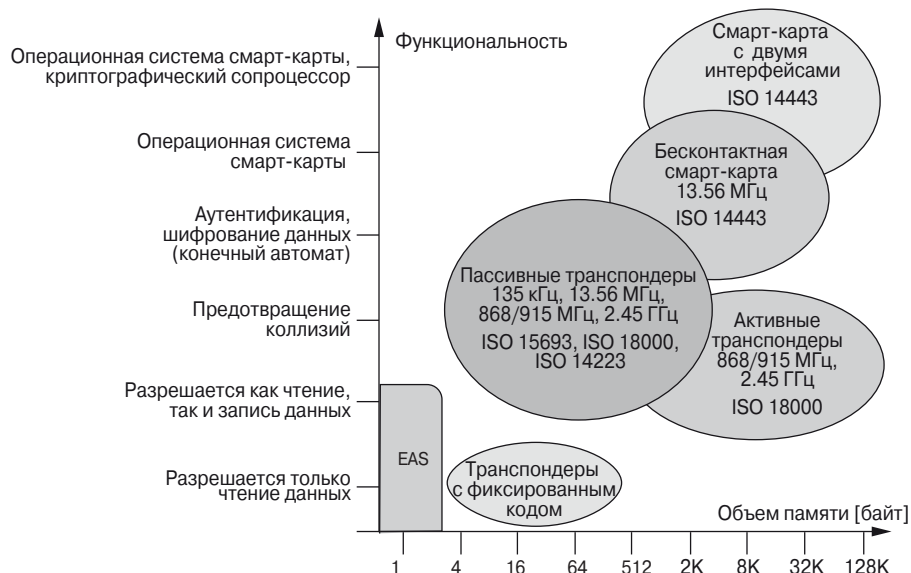 Функциональность
Операционная система смарт-карты,
криптографический сопроцессор
Операционная система
смарт-карты
Аутентификация,
шифрование данных
(конечный автомат)
Предотвращение
коллизий
Разрешается как чтение,
так и запись данных
Разрешается только
чтение данных
Смарт-карта
с двумя
интерфейсами
ISO 14443
Бесконтактная
смарт-карта
13.56 МГц
ISO 14443
Пассивные транспондеры
135 кГц, 13.56 МГц,
868/915 МГц, 2.45 ГГц
ISO 15693, ISO 18000,
ISO 14223
Активные
транспондеры
868/915 МГц,
2.45 ГГц
ISO 18000
EAS
Транспондеры
с фиксированным
кодом
Объем памяти [байт]
1 4 16 64 512 2K 8K 32K 128K